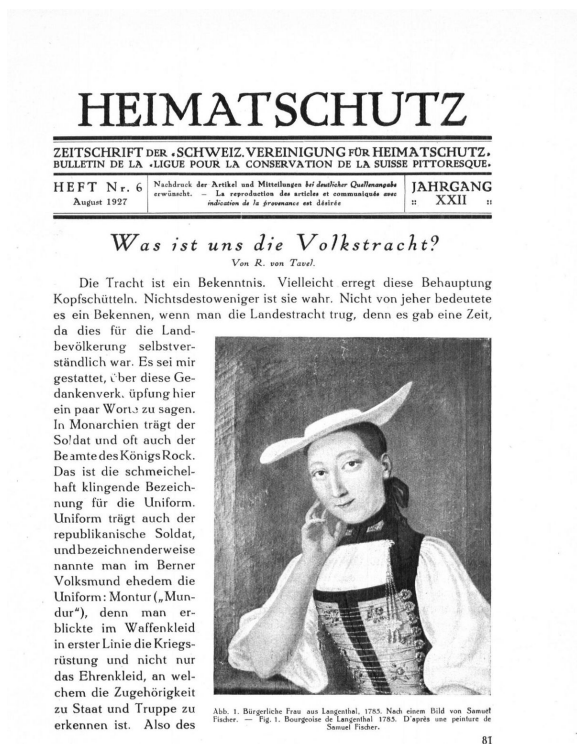 HEIMATSCHUTZ
ZEITSCHRIFT DER «SCHWEIZ. VEREINIGUNG FÜR HEIMATSCHUTZ»
BULLETIN DE LA «LIGUE POUR LA CONSERVATION DE LA SUISSE PITTORESQUE»
HEFT Nr. 6
August 1927
Nachdruck der Artikel und Mitteilungen bei deutlicher Quellenangabe
erwünscht. — La reproduction des articles et communiqués avec
indication de la provenance est désirée
JAHRGANG
:: XXII ::
Was ist uns die Volkstracht?
Von R. von Tavel.
Die Tracht ist ein Bekenntnis. Vielleicht erregt diese Behauptung
Kopfschütteln. Nichtsdestoweniger ist sie wahr. Nicht von jeher bedeutete
es ein Bekennen, wenn man die Landestracht trug, denn es gab eine Zeit,
da dies für die Land-
bevölkerung selbstver-
ständlich war. Es sei mir
gestattet, über diese Ge-
dankenverk. üpfung hier
ein paar Worte zu sagen.
In Monarchien trägt der
Soldat und oft auch der
Beamte des Königs Rock.
Das ist die schmeichel-
haft klingende Bezeich-
nung für die Uniform.
Uniform trägt auch der
republikanische Soldat,
und bezeichnenderweise
nannte man im Berner
Volksmund ehedem die
Uniform: Montur („Mun-
dur“), denn man er-
blickte im Waffenkleid
in erster Linie die Kriegs-
rüstung und nicht nur
das Ehrenkleid, an wel-
chem die Zugehörigkeit
zu Staat und Truppe zu
erkennen ist. Also des
Abb. 1. Bürgerliche Frau aus Langenthal, 1785. Nach einem Bild von Samuel
Fischer. — Fig. 1. Bourgeoise de Langenthal 1785. D'après une peinture de
Samuel Fischer.
81